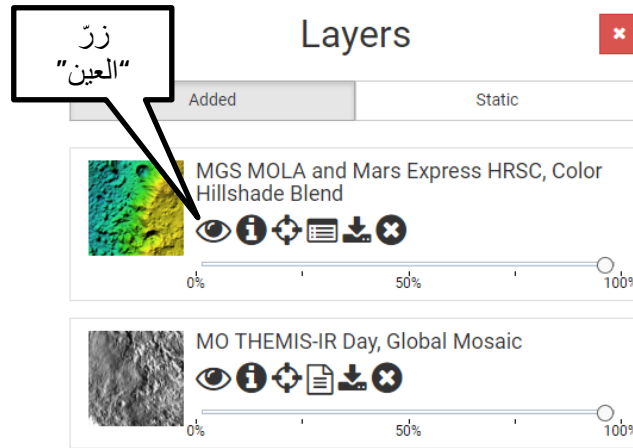 زرّ
“العين”
Layers
Added
Static
MGS MOLA and Mars Express HRSC, Color
Hillshade Blend
0%
50%
100%
MO THEMIS-IR Day, Global Mosaic
0%
50%
100%